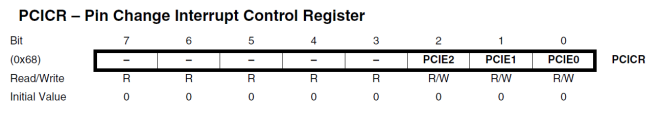 PCICR – Pin Change Interrupt Control Register
Bit 7 6 5 4 3 2 1 0
(0x68) – – – – – PCIE2 PCIE1 PCIE0 PCICR
Read/Write R R R R R R/W R/W R/W
Initial Value 0 0 0 0 0 0 0 0